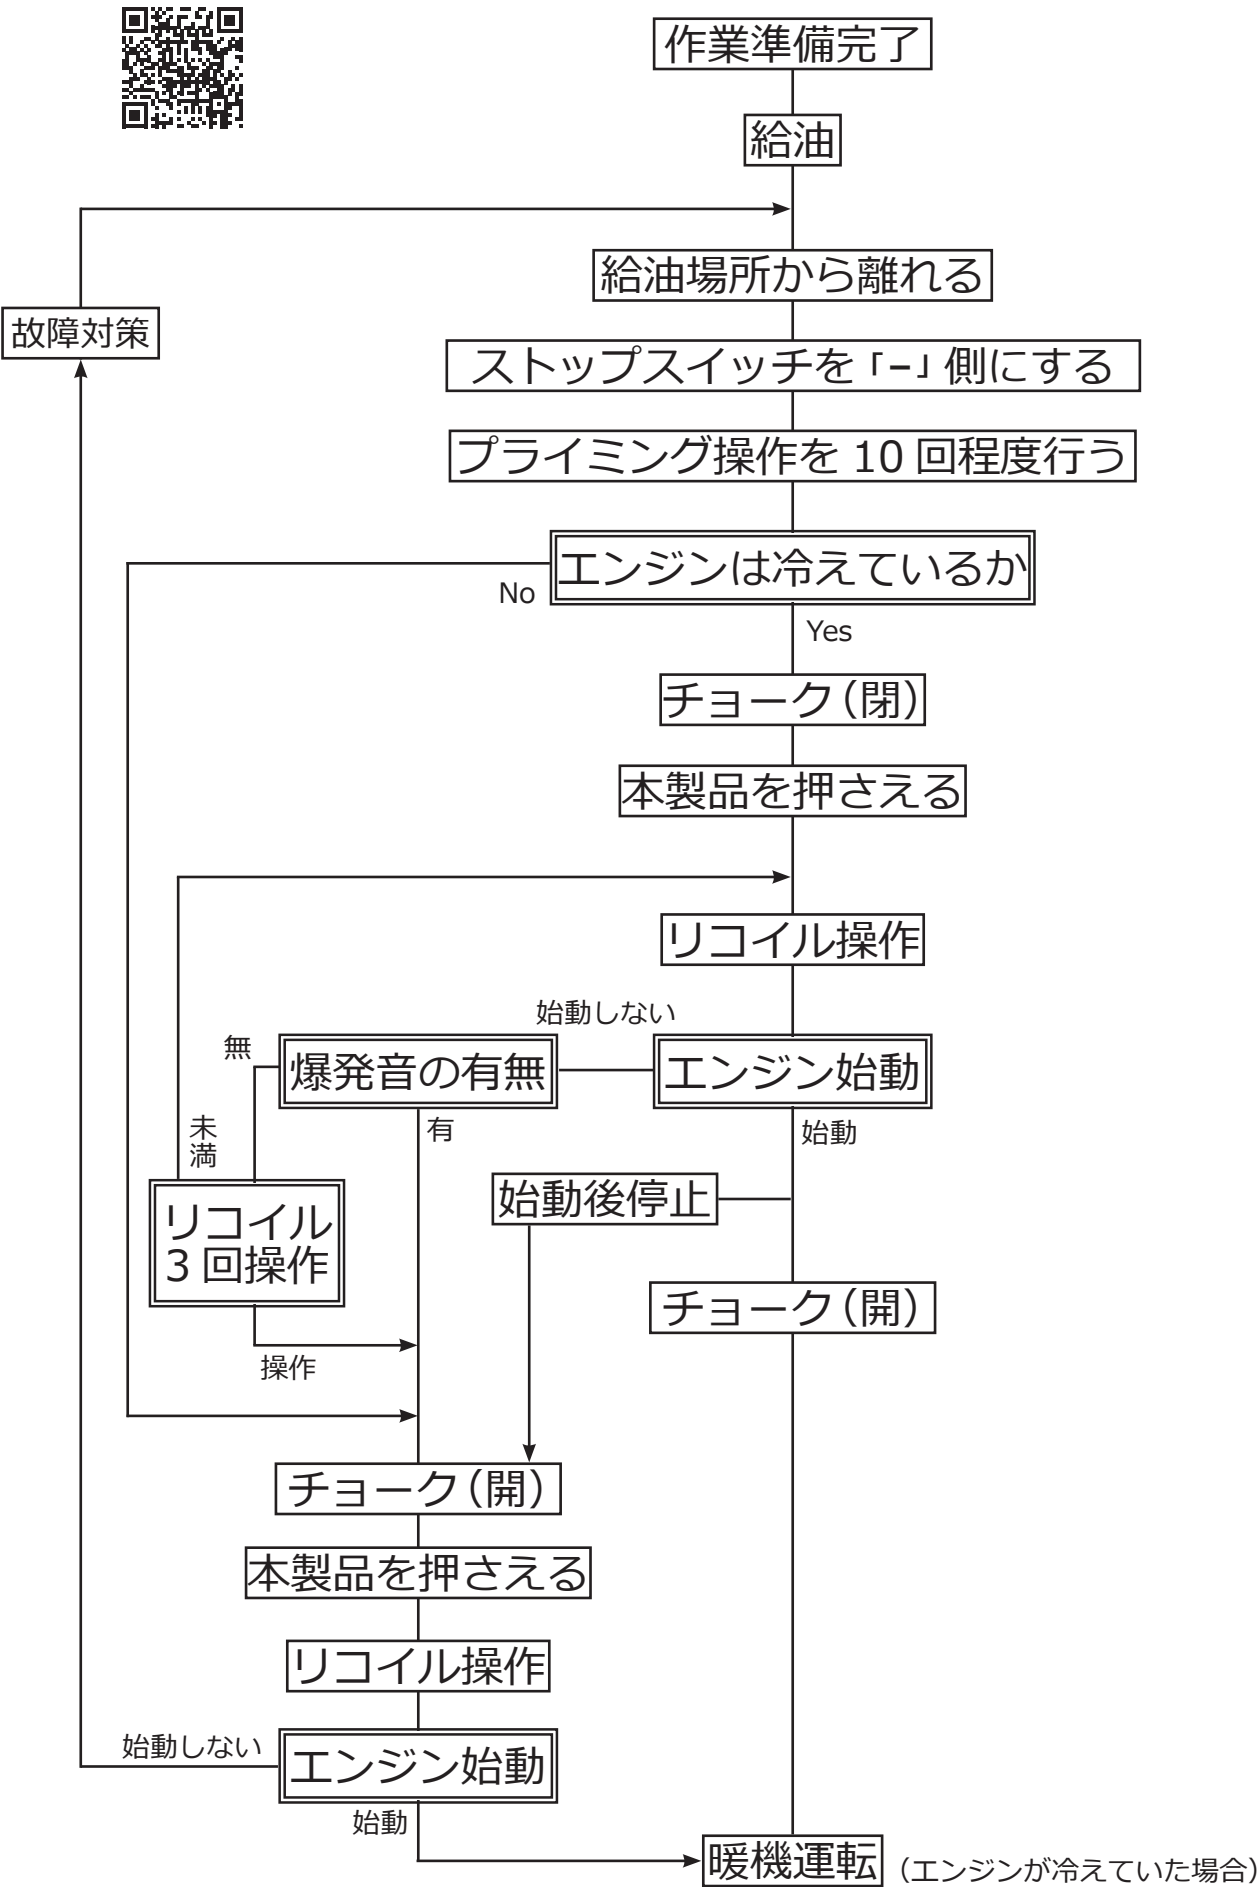 作業準備完了
給油
給油場所から離れる
故障対策
ストップスイッチを「−」側にする
プライミング操作を 10 回程度行う
エンジンは冷えているか
No
Yes
チョーク（閉）
本製品を押さえる
リコイル操作
始動しない
無
爆発音の有無
エンジン始動
未満
有
始動
始動後停止
リコイル
3 回操作
チョーク（開）
操作
チョーク（開）
本製品を押さえる
リコイル操作
始動しない
エンジン始動
始動
暖機運転
（エンジンが冷えていた場合）